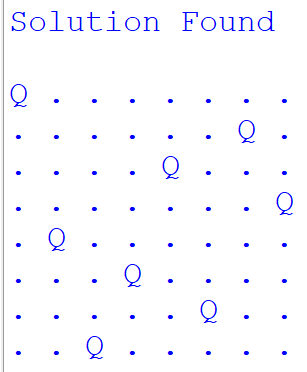 Solution Found
Q . . . . . . .
. . . . . . Q .
. . . . Q . . .
. . . . . . . Q
. Q . . . . . .
. . . Q . . . .
. . . . . Q . .
. . Q . . . . .